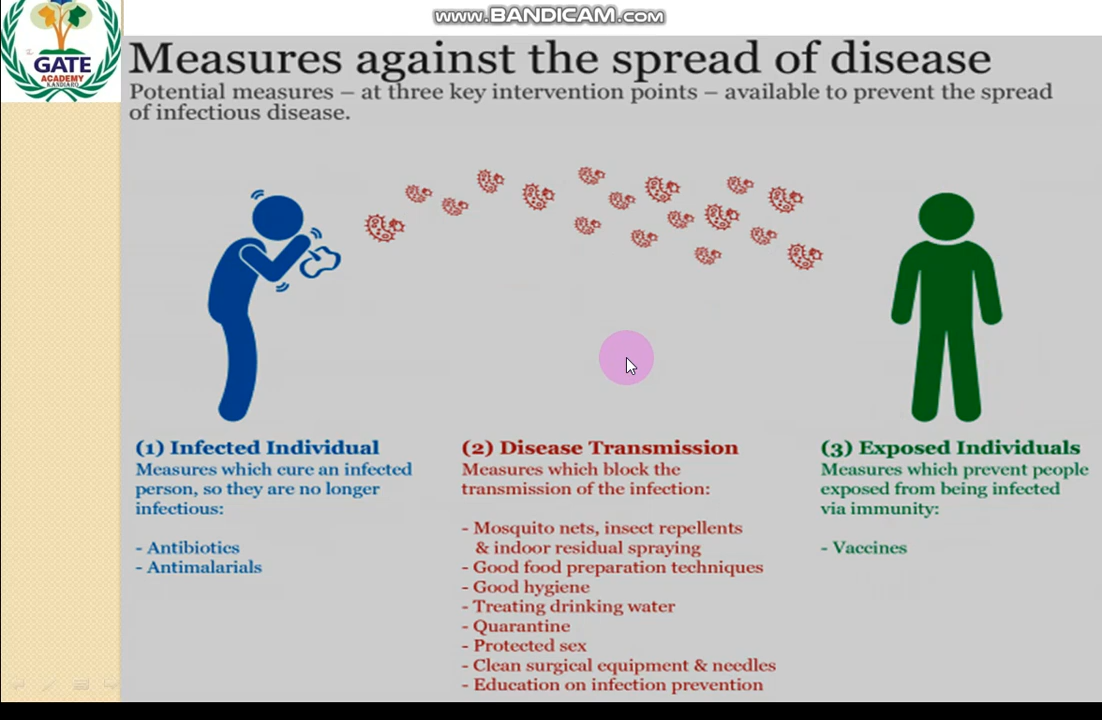 www.BANDICAM.com
The
GATE
ACADEMY
KANDIARO
Measures against the spread of disease
Potential measures – at three key intervention points – available to prevent the spread
of infectious disease.
(1) Infected Individual
Measures which cure an infected
person, so they are no longer
infectious:
- Antibiotics
- Antimalarials
(2) Disease Transmission
Measures which block the
transmission of the infection:
- Mosquito nets, insect repellents
& indoor residual spraying
- Good food preparation techniques
- Good hygiene
- Treating drinking water
- Quarantine
- Protected sex
- Clean surgical equipment & needles
- Education on infection prevention
(3) Exposed Individuals
Measures which prevent people
exposed from being infected
via immunity:
- Vaccines